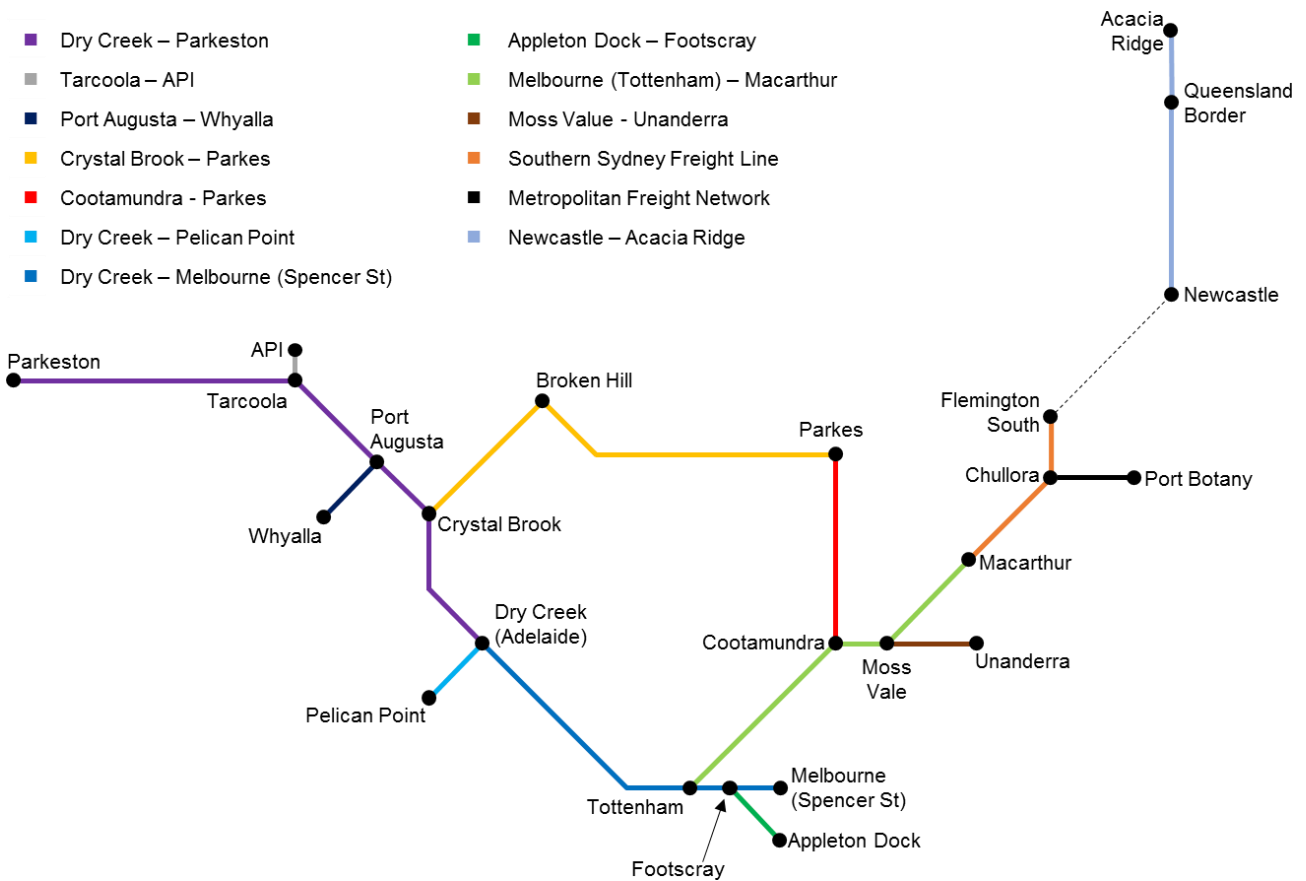 Dry Creek – Parkeston
Tarcoola – API
Port Augusta – Whyalla
Crystal Brook – Parkes
Cootamundra - Parkes
Dry Creek – Pelican Point
Dry Creek – Melbourne (Spencer St)
Appleton Dock – Footscray
Melbourne (Tottenham) – Macarthur
Moss Value - Unanderra
Southern Sydney Freight Line
Metropolitan Freight Network
Newcastle – Acacia Ridge
Acacia
Ridge
Queensland
Border
Newcastle
Parkeston
API
Tarcoola
Port
Augusta
Whyalla
Crystal Brook
Broken Hill
Parkes
Flemington
South
Chullora
Port Botany
Macarthur
Dry Creek
(Adelaide)
Pelican Point
Cootamundra
Moss
Vale
Unanderra
Tottenham
Melbourne
(Spencer St)
Appleton Dock
Footscray